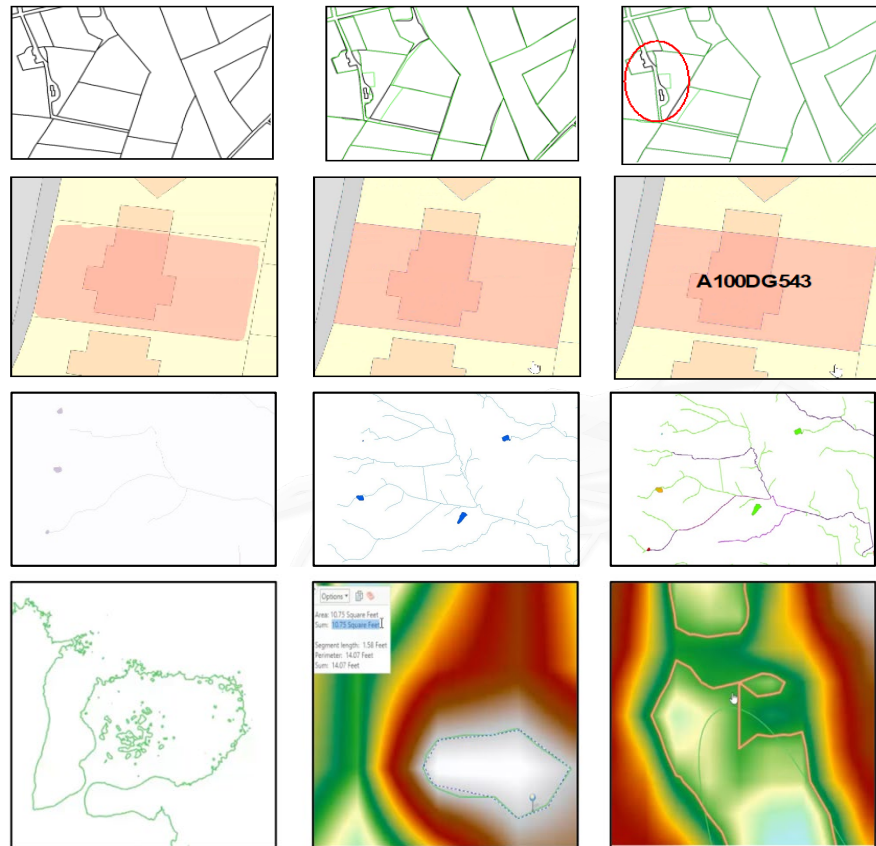 A100DG543
Options
Area: 10.75 Square Feet
Sum: 10.75 Square Feet
Segment length: 1.56 Feet
Perimeter: 14.07 Feet
Sum: 14.07 Feet